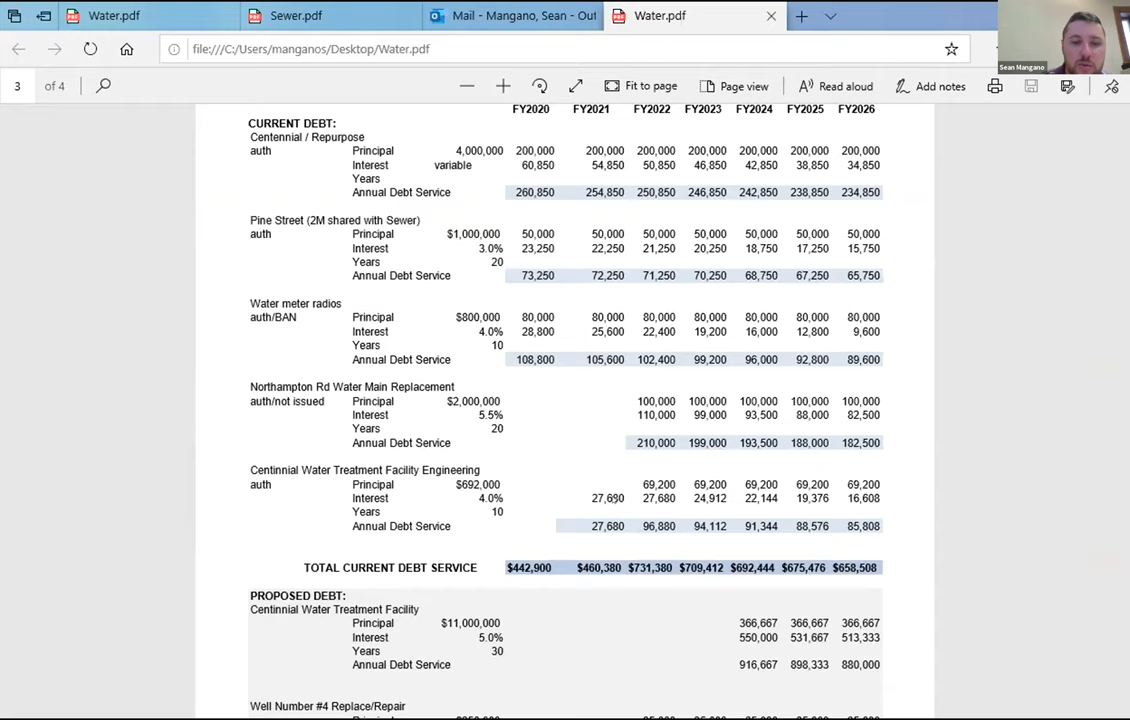 Water.pdf Sewer.pdf Mail - Mangano, Sean - Out Water.pdf
file:///C:/Users/manganos/Desktop/Water.pdf
Sean Mangano
3 of 4 Fit to page Page view Read aloud Add notes
FY2020 FY2021 FY2022 FY2023 FY2024 FY2025 FY2026
CURRENT DEBT:
Centennial / Repurpose
auth Principal 4,000,000 200,000 200,000 200,000 200,000 200,000 200,000 200,000
Interest variable 60,850 54,850 50,850 46,850 42,850 38,850 34,850
Years
Annual Debt Service 260,850 254,850 250,850 246,850 242,850 238,850 234,850
Pine Street (2M shared with Sewer)
auth Principal $1,000,000 50,000 50,000 50,000 50,000 50,000 50,000 50,000
Interest 3.0% 23,250 22,250 21,250 20,250 18,750 17,250 15,750
Years 20
Annual Debt Service 73,250 72,250 71,250 70,250 68,750 67,250 65,750
Water meter radios
auth/BAN Principal $800,000 80,000 80,000 80,000 80,000 80,000 80,000 80,000
Interest 4.0% 28,800 25,600 22,400 19,200 16,000 12,800 9,600
Years 10
Annual Debt Service 108,800 105,600 102,400 99,200 96,000 92,800 89,600
Northampton Rd Water Main Replacement
auth/not issued Principal $2,000,000 100,000 100,000 100,000 100,000 100,000
Interest 5.5% 110,000 99,000 93,500 88,000 82,500
Years 20
Annual Debt Service 210,000 199,000 193,500 188,000 182,500
Centinnial Water Treatment Facility Engineering
auth Principal $692,000 69,200 69,200 69,200 69,200 69,200
Interest 4.0% 27,680 27,680 24,912 22,144 19,376 16,608
Years 10
Annual Debt Service 27,680 96,880 94,112 91,344 88,576 85,808
TOTAL CURRENT DEBT SERVICE $442,900 $460,380 $731,380 $709,412 $692,444 $675,476 $658,508
PROPOSED DEBT:
Centinnial Water Treatment Facility
Principal $11,000,000 366,667 366,667 366,667
Interest 5.0% 550,000 531,667 513,333
Years 30
Annual Debt Service 916,667 898,333 880,000
Well Number #4 Replace/Repair